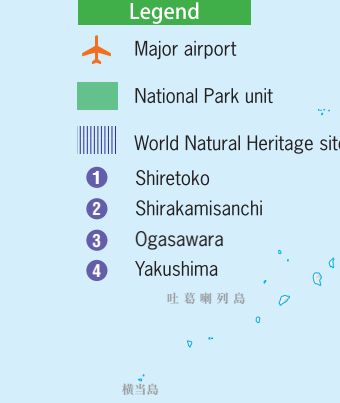 Legend
Major airport
National Park unit
World Natural Heritage site
1 Shiretoko
2 Shirakamisanchi
3 Ogasawara
4 Yakushima
吐葛喇列島
横当島